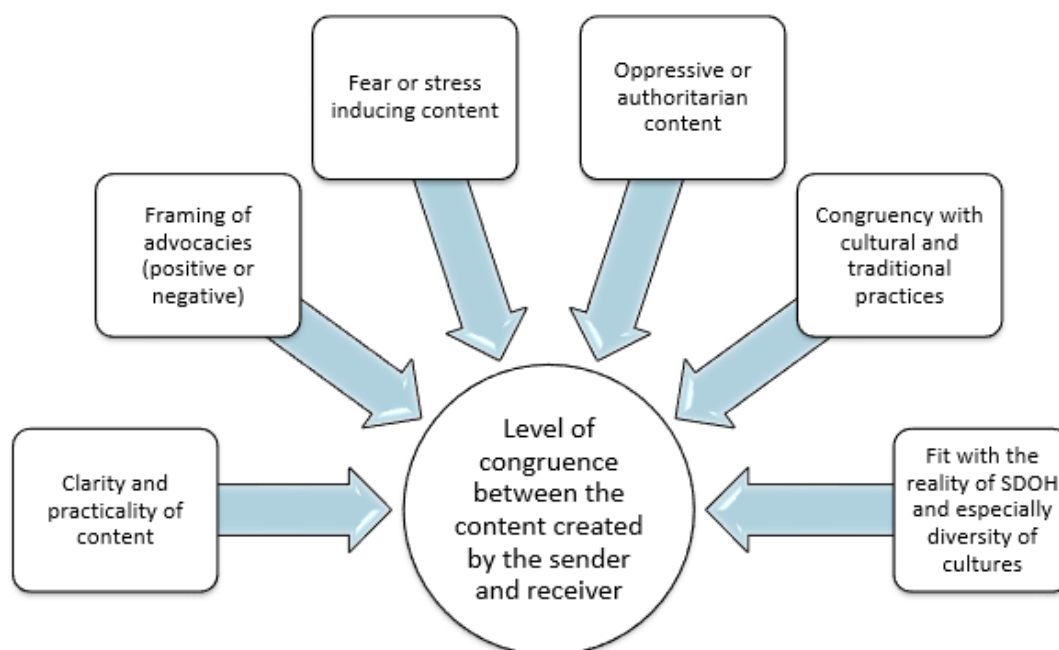 Fear or stress
inducing content
Oppressive or
authoritarian
content
Framing of
advocacies
(positive or
negative)
Congruency with
cultural and
traditional
practices
Clarity and
practicality of
content
Level of
congruence
between the
content created
by the sender
and receiver
Fit with the
reality of SDOH
and especially
diversity of
cultures